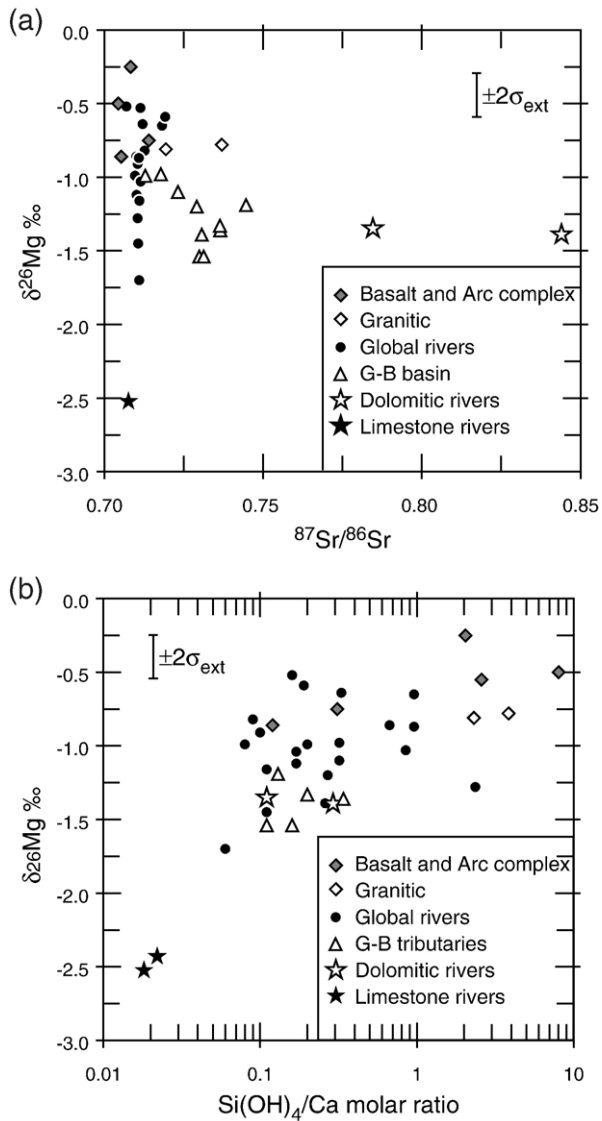 (a)
0.0
-0.5
-1.0
-1.5
-2.0
-2.5
-3.0
δ26Mg ‰
±2σext
Basalt and Arc complex
Granitic
Global rivers
G-B basin
Dolomitic rivers
Limestone rivers
0.70 0.75 0.80 0.85
87Sr/86Sr
(b)
0.0
-0.5
-1.0
-1.5
-2.0
-2.5
-3.0
δ26Mg ‰
±2σext
Basalt and Arc complex
Granitic
Global rivers
G-B tributaries
Dolomitic rivers
Limestone rivers
0.01 0.1 1 10
Si(OH)4/Ca molar ratio